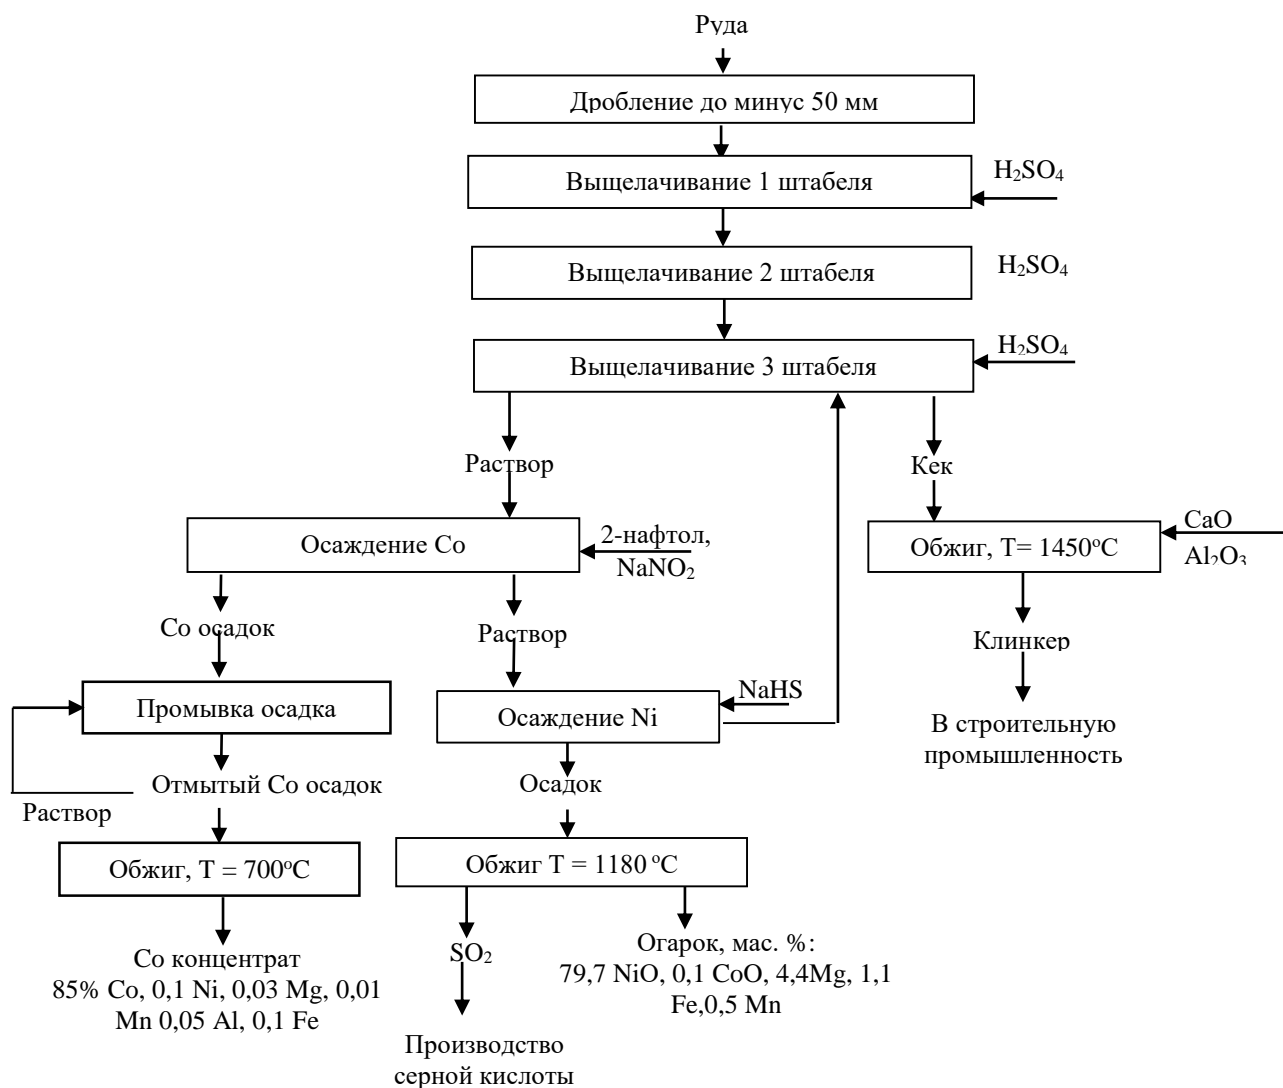 Руда
Дробление до минус 50 мм
Выщелачивание 1 штабеля
H₂SO₄
Выщелачивание 2 штабеля
H₂SO₄
Выщелачивание 3 штабеля
H₂SO₄
Раствор
Кек
Осаждение Со
2-нафтол,
NaNO₂
Обжиг, Т= 1450°С
CaO
Al₂O₃
Со осадок
Раствор
Клинкер
Промывка осадка
Осаждение Ni
NaHS
В строительную
промышленность
Отмытый Со осадок
Раствор
Осадок
Обжиг, Т = 700°С
Обжиг Т = 1180 °С
Со концентрат
85% Co, 0,1 Ni, 0,03 Mg, 0,01
Mn 0,05 Al, 0,1 Fe
SO₂
Огарок, мас. %:
79,7 NiO, 0,1 CoO, 4,4Mg, 1,1
Fe,0,5 Mn
Производство
серной кислоты